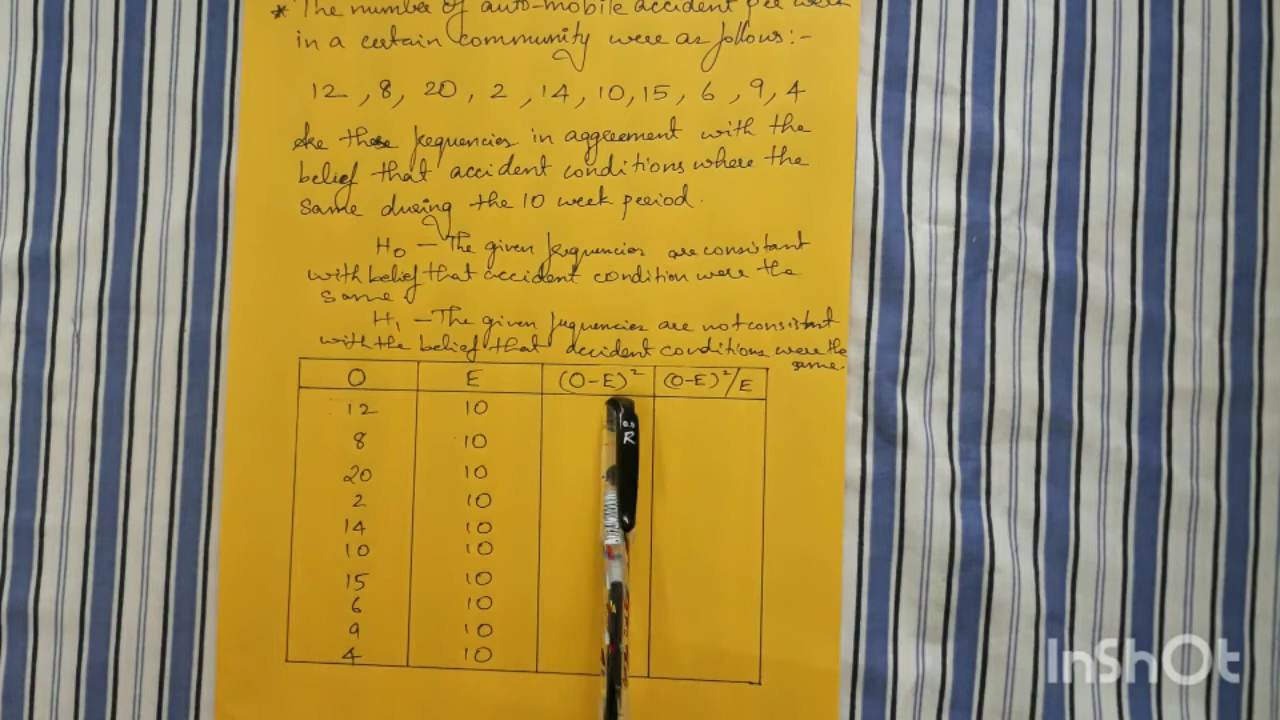 * The number of auto-mobile accident per week
in a certain community were as follows:-
12, 8, 20, 2, 14, 10, 15, 6, 9, 4
Are these frequencies in aggreement with the
belief that accident conditions where the
same during the 10 week period.
H₀ - The given frequencies are consistant
with belief that accident condition were the
same.
H₁ - The given frequencies are not consistant
with the belief that accident conditions were the
same.
O E (O-E)² (O-E)²/E
12 10
8 10
20 10
2 10
14 10
10 10
15 10
6 10
9 10
4 10
0.5
R
InShOt